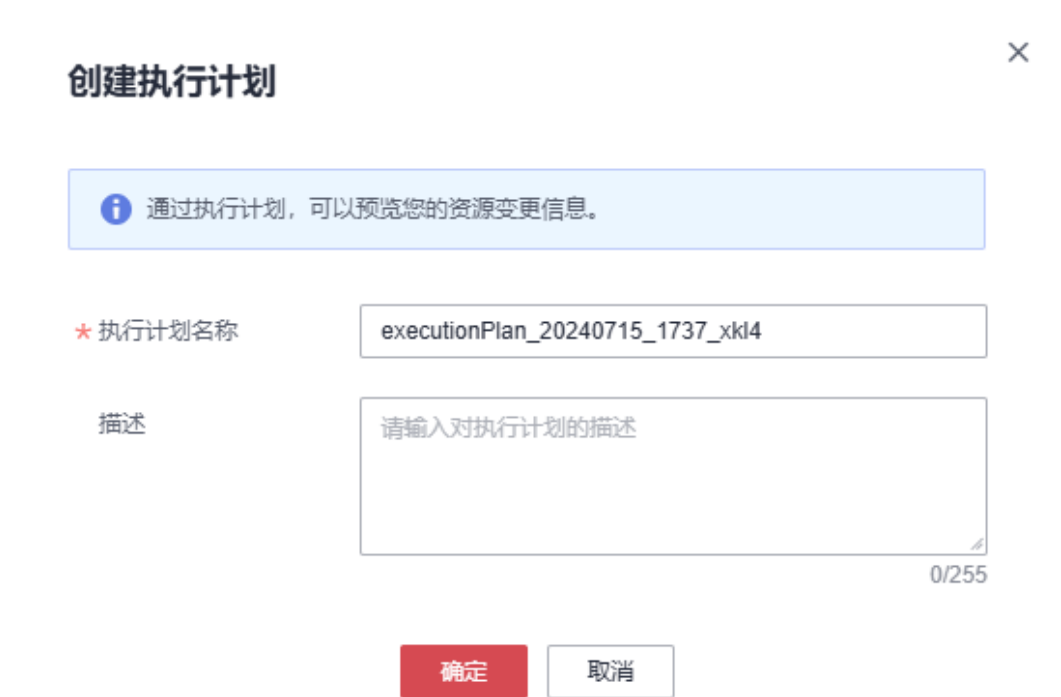 创建执行计划
通过执行计划，可以预览您的资源变更信息。
* 执行计划名称
executionPlan_20240715_1737_xkl4
描述
请输入对执行计划的描述
0/255
确定
取消